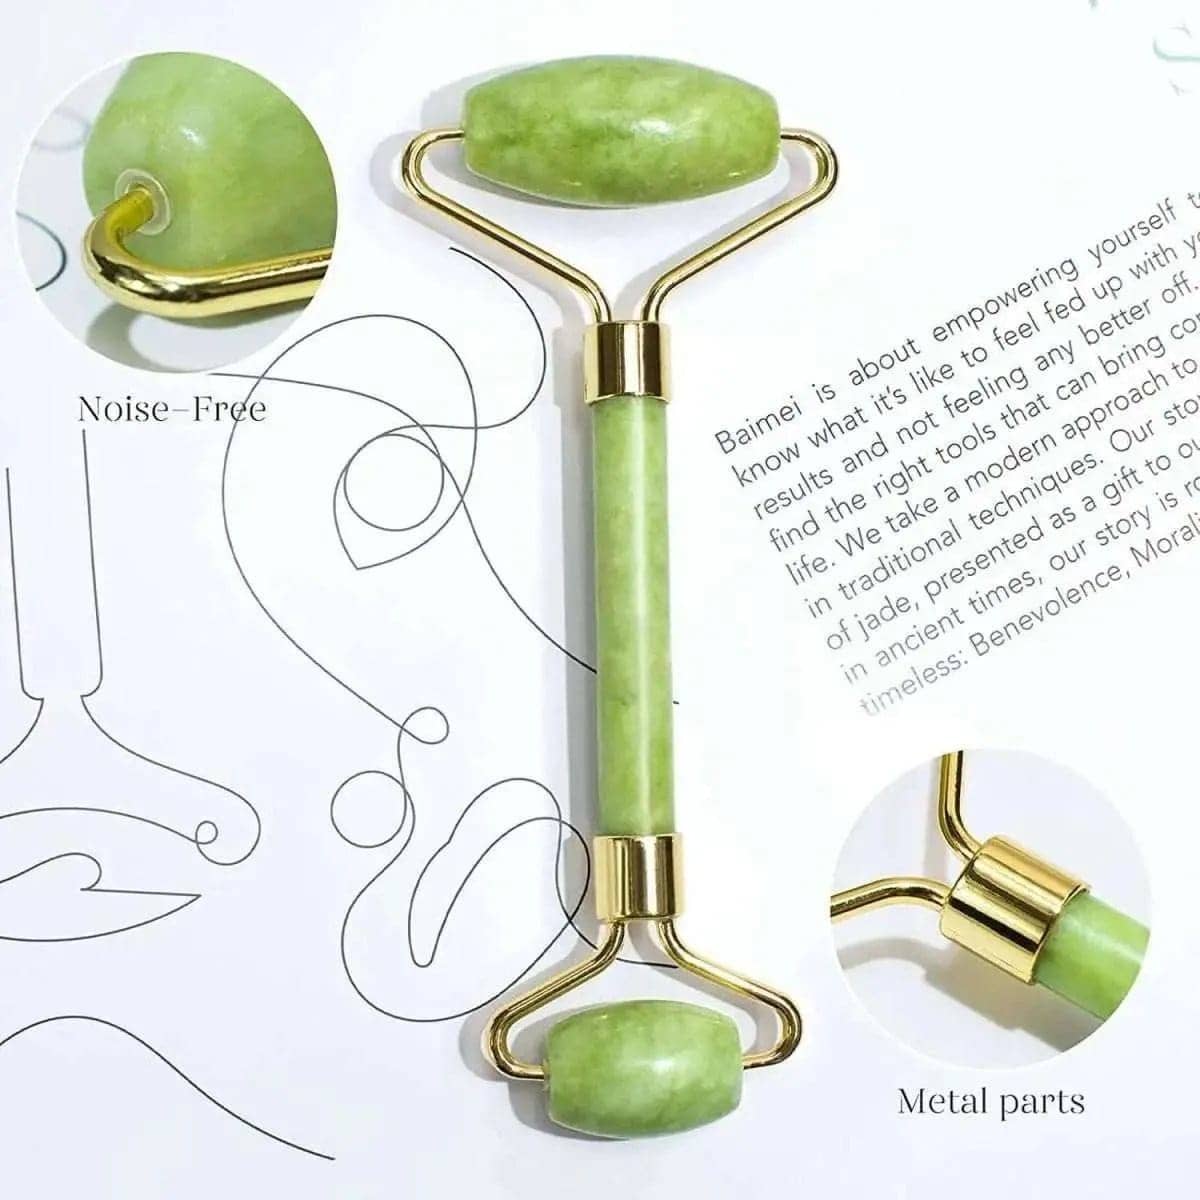 Noise-Free
Baimei is about empowering yourself
know what it's like to feel fed up with
results and not feeling any better off.
find the right tools that can bring
life. We take a modern approach to
in traditional techniques. Our
of jade, presented as a gift to
in ancient times, our story is
timeless: Benevolence,
Metal parts